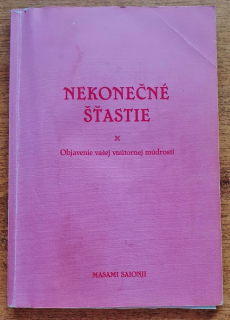 NEKONEČNÉ
ŠŤASTIE
Objavenie vašej vnútornej múdrosti
MASAMI SAIONJI